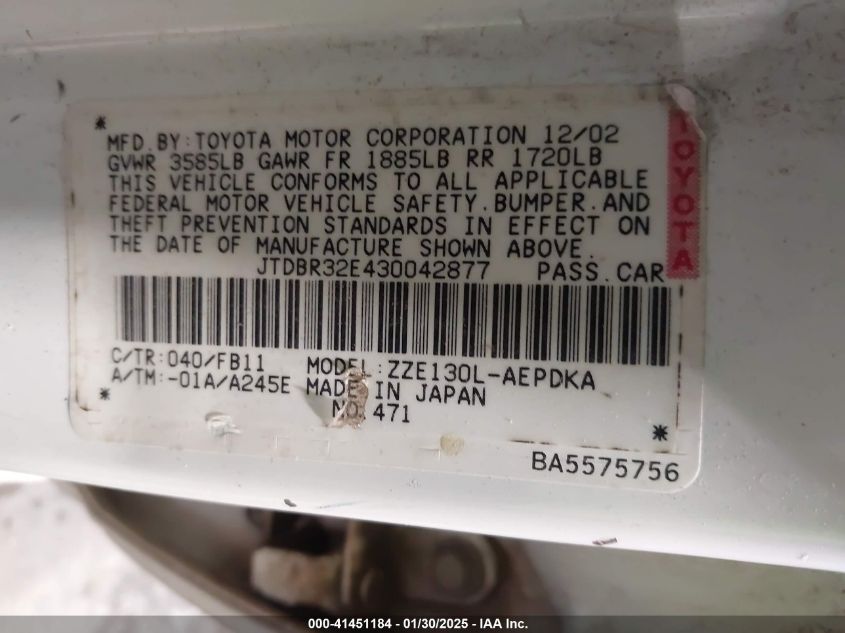 *
MFD.BY:TOYOTA MOTOR CORPORATION 12/02
GVWR 3585LB GAWR FR 1885LB RR 1720LB
THIS VEHICLE CONFORMS TO ALL APPLICABLE
FEDERAL MOTOR VEHICLE SAFETY.BUMPER.AND
THEFT PREVENTION STANDARDS IN EFFECT ON
THE DATE OF MANUFACTURE SHOWN ABOVE.
JTDBR32E430042877 PASS.CAR
TOYOTA
C/TR:040/FB11 MODEL:ZZE130L-AEPDKA
A/TM:-01A/A245E MADE IN JAPAN
* NO.471 *
BA5575756
000-41451184 - 01/30/2025 - IAA Inc.